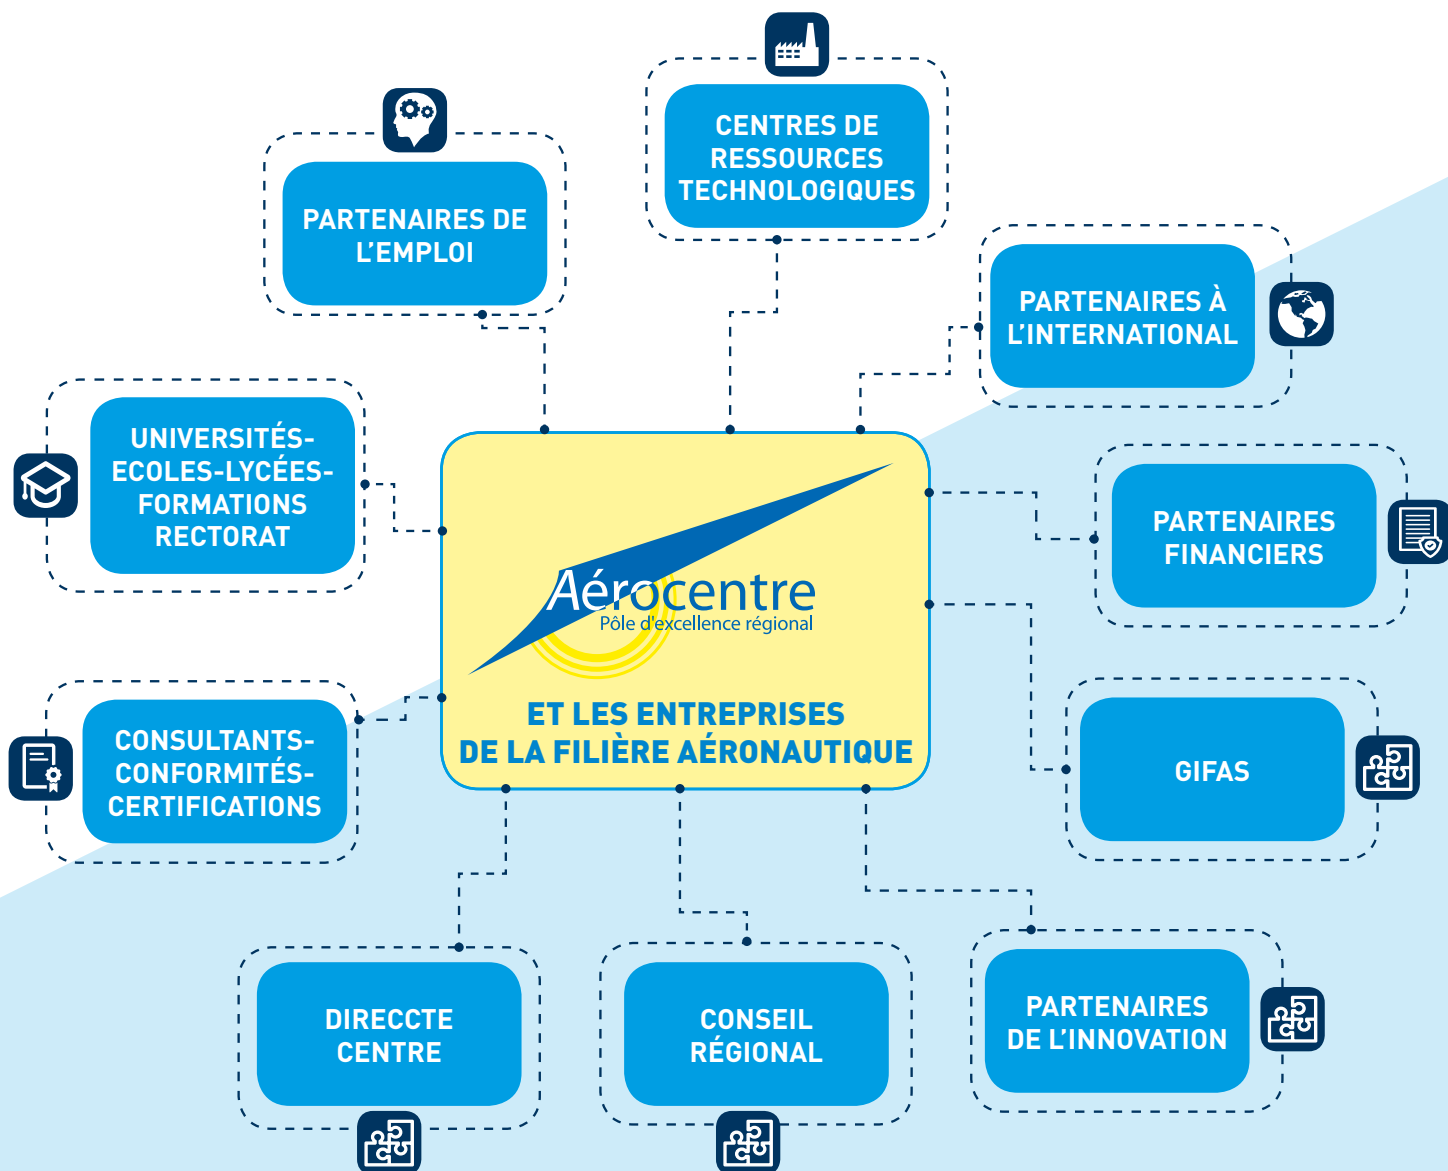 CENTRES DE
RESSOURCES
TECHNOLOGIQUES
PARTENAIRES DE
L’EMPLOI
PARTENAIRES À
L’INTERNATIONAL
UNIVERSITÉS-
ECOLES-LYCÉES-
FORMATIONS
RECTORAT
PARTENAIRES
FINANCIERS
Aérocentre
Pôle d'excellence régional
ET LES ENTREPRISES
DE LA FILIÈRE AÉRONAUTIQUE
CONSULTANTS-
CONFORMITÉS-
CERTIFICATIONS
GIFAS
DIRECCTE
CENTRE
CONSEIL
RÉGIONAL
PARTENAIRES
DE L’INNOVATION